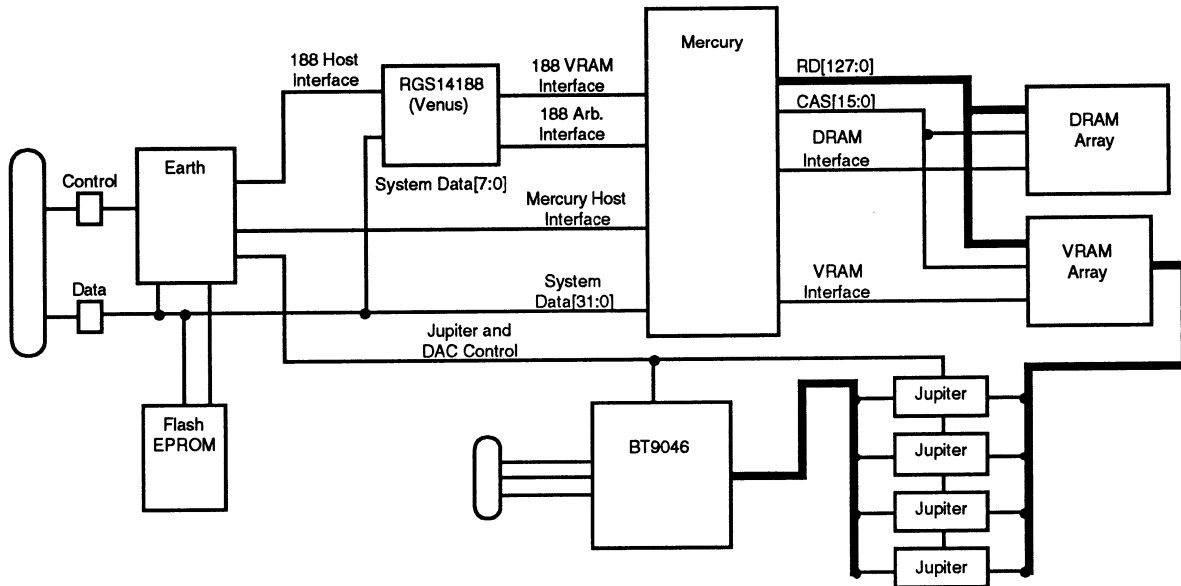 Mercury
188 Host
Interface
188 VRAM
Interface
RGS14188
(Venus)
188 Arb.
Interface
RD[127:0]
CAS[15:0]
DRAM
Interface
DRAM
Array
Control
Earth
System Data[7:0]
Mercury Host
Interface
VRAM
Array
Data
System
Data[31:0]
VRAM
Interface
Jupiter and
DAC Control
Flash
EPROM
BT9046
Jupiter
Jupiter
Jupiter
Jupiter